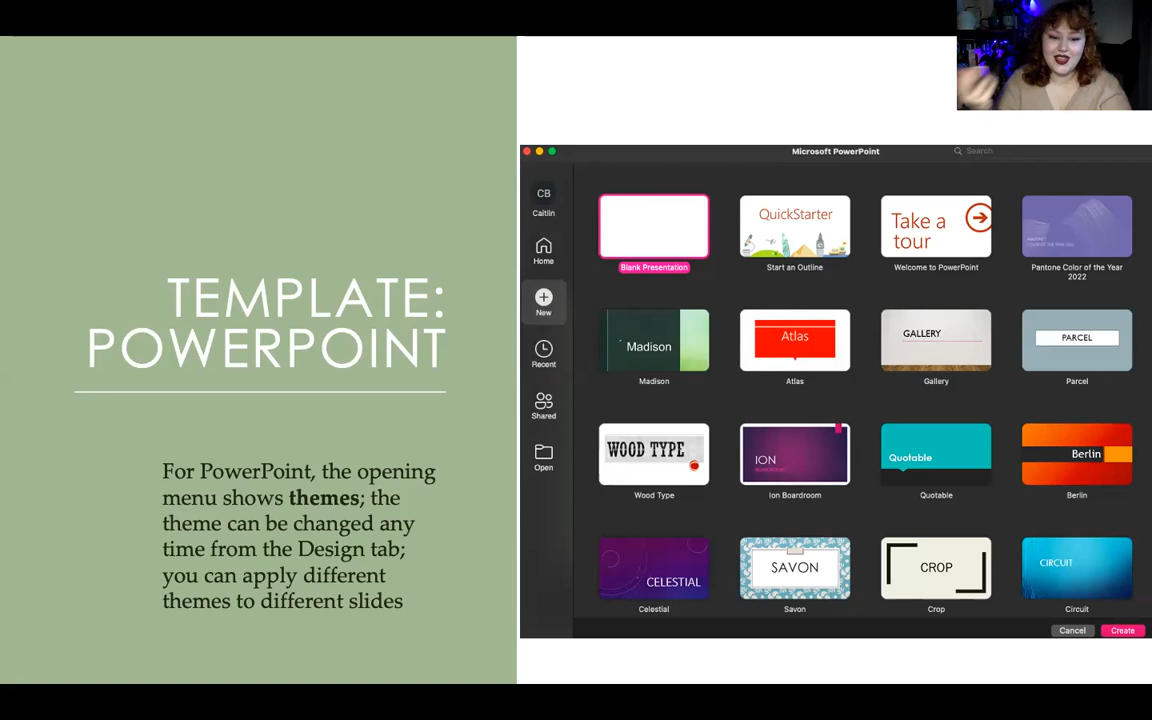 TEMPLATE:
POWERPOINT
For PowerPoint, the opening
menu shows themes; the
theme can be changed any
time from the Design tab;
you can apply different
themes to different slides
Microsoft PowerPoint
Search
CB
Caitlin
Home
New
Recent
Shared
Open
Blank Presentation
QuickStarter
Start an Outline
Take a
tour
Welcome to PowerPoint
Pantone Color of the Year
2022
Madison
Madison
Atlas
Atlas
GALLERY
Gallery
PARCEL
Parcel
WOOD TYPE
Wood Type
ION
Ion Boardroom
Quotable
Quotable
Berlin
Berlin
CELESTIAL
Celestial
SAVON
Savon
CROP
Crop
CIRCUIT
Circuit
Cancel
Create